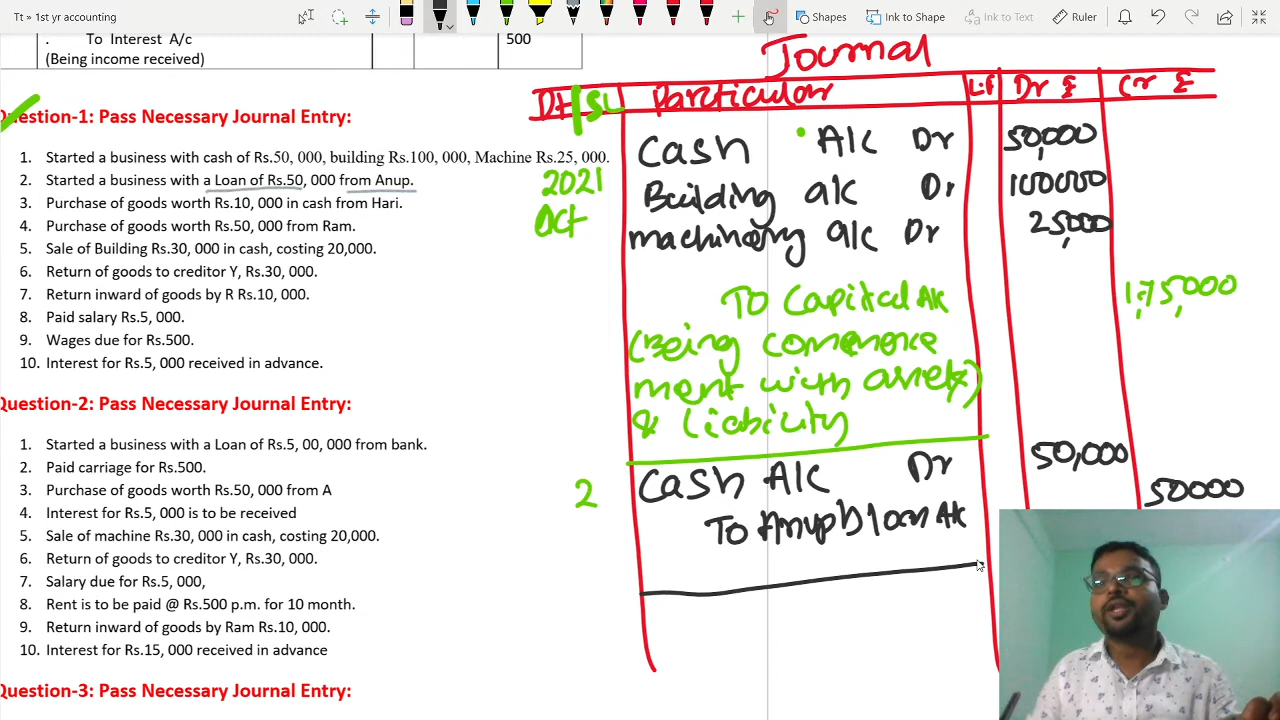 Tt » 1st year accounting
Shapes
Ink to Shape
Ink to Text
Ruler
. To Interest A/c
500
(Being income received)
Question-1: Pass Necessary Journal Entry:
1. Started a business with cash of Rs.50, 000, building Rs.100, 000, Machine Rs.25, 000.
2. Started a business with a Loan of Rs.50, 000 from Anup.
3. Purchase of goods worth Rs.10, 000 in cash from Hari.
4. Purchase of goods worth Rs.50, 000 from Ram.
5. Sale of Building Rs.30, 000 in cash, costing 20,000.
6. Return of goods to creditor Y, Rs.30, 000.
7. Return inward of goods by R Rs.10, 000.
8. Paid salary Rs.5, 000.
9. Wages due for Rs.500.
10. Interest for Rs.5, 000 received in advance.
Question-2: Pass Necessary Journal Entry:
1. Started a business with a Loan of Rs.5, 00, 000 from bank.
2. Paid carriage for Rs.500.
3. Purchase of goods worth Rs.50, 000 from A
4. Interest for Rs.5, 000 is to be received
5. Sale of machine Rs.30, 000 in cash, costing 20,000.
6. Return of goods to creditor Y, Rs.30, 000.
7. Salary due for Rs.5, 000,
8. Rent is to be paid @ Rs.500 p.m. for 10 month.
9. Return inward of goods by Ram Rs.10, 000.
10. Interest for Rs.15, 000 received in advance
Question-3: Pass Necessary Journal Entry:
Journal
Dt/SL Particular L.F Dr ₤ Cr ₤
Cash A/c Dr 50,000
2021 Building a/c Dr 100000
Oct machinery a/c Dr 25,000
To Capital A/c 1,75,000
(Being commence
ment with assets)
& liability
2 Cash A/c Dr 50,000
To Anup's loan A/c 50000